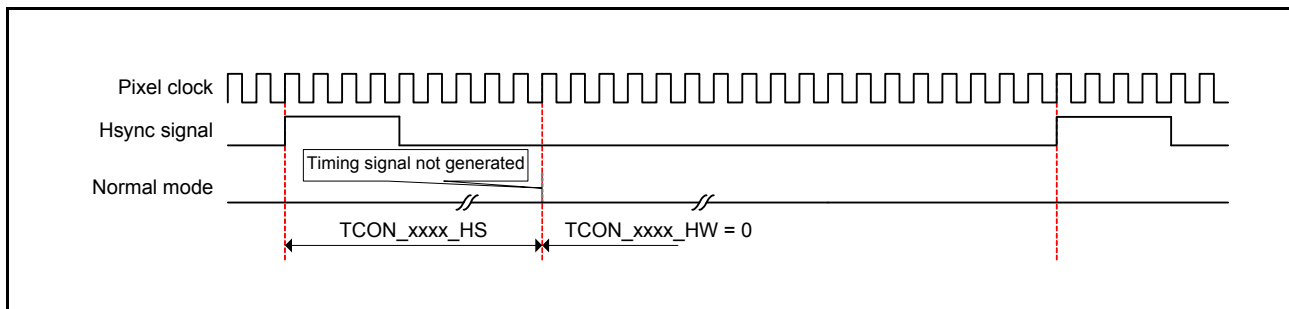 Pixel clock
Hsync signal
Timing signal not generated
Normal mode
TCON_xxxx_HS
TCON_xxxx_HW = 0